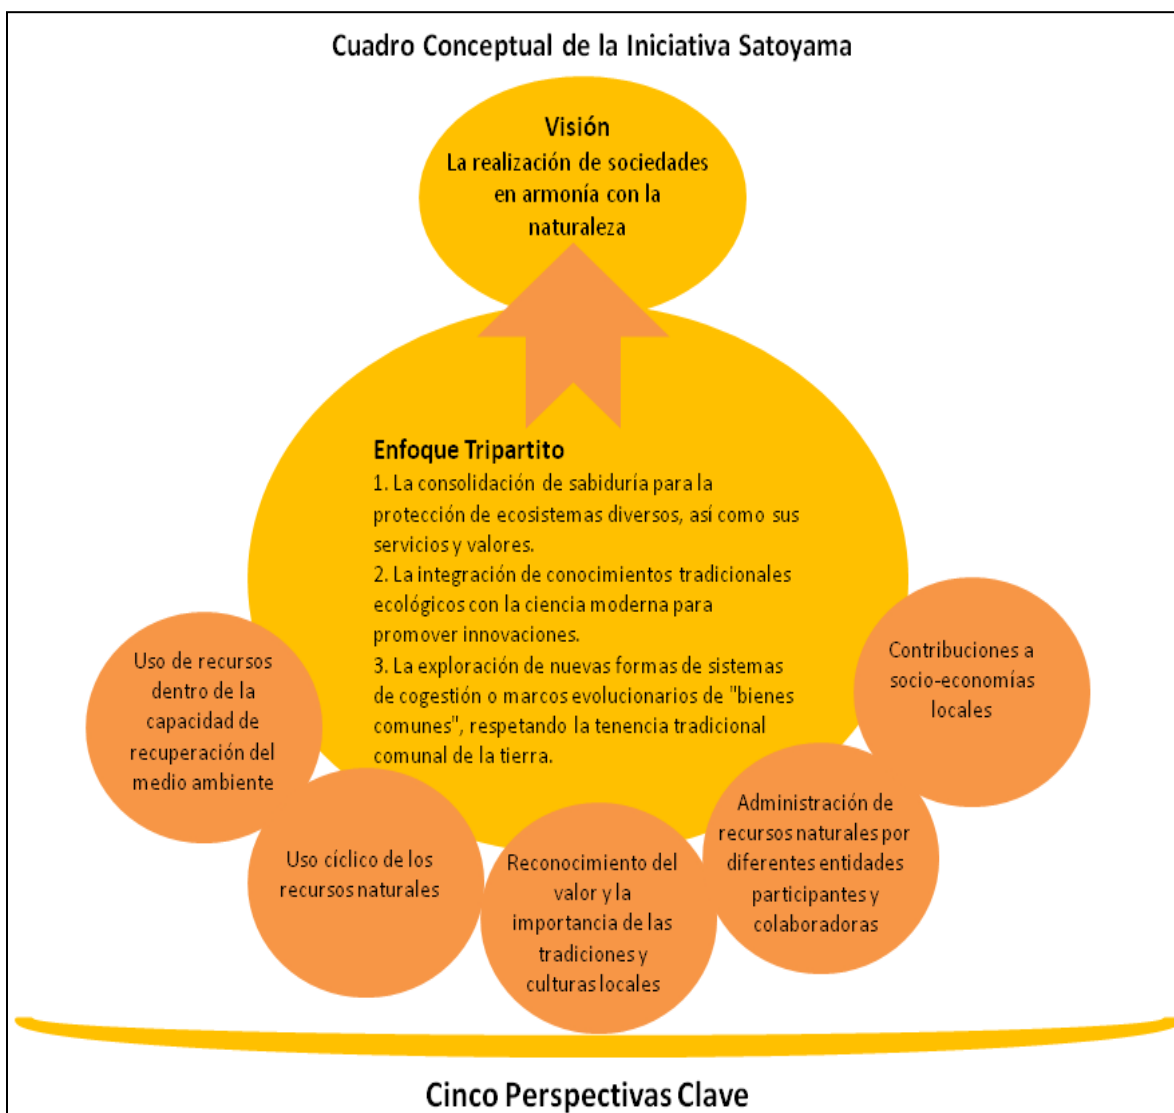 Cuadro Conceptual de la Iniciativa Satoyama
Visión
La realización de sociedades
en armonía con la
naturaleza
Enfoque Tripartito
1. La consolidación de sabiduría para la
protección de ecosistemas diversos, así como sus
servicios y valores.
2. La integración de conocimientos tradicionales
ecológicos con la ciencia moderna para
promover innovaciones.
3. La exploración de nuevas formas de sistemas
de cogestión o marcos evolucionarios de "bienes
comunes", respetando la tenencia tradicional
comunal de la tierra.
Uso de recursos
dentro de la
capacidad de
recuperación del
medio ambiente
Uso cíclico de los
recursos naturales
Reconocimiento del
valor y la
importancia de las
tradiciones y
culturas locales
Administración de
recursos naturales por
diferentes entidades
participantes y
colaboradoras
Contribuciones a
socio-economías
locales
Cinco Perspectivas Clave